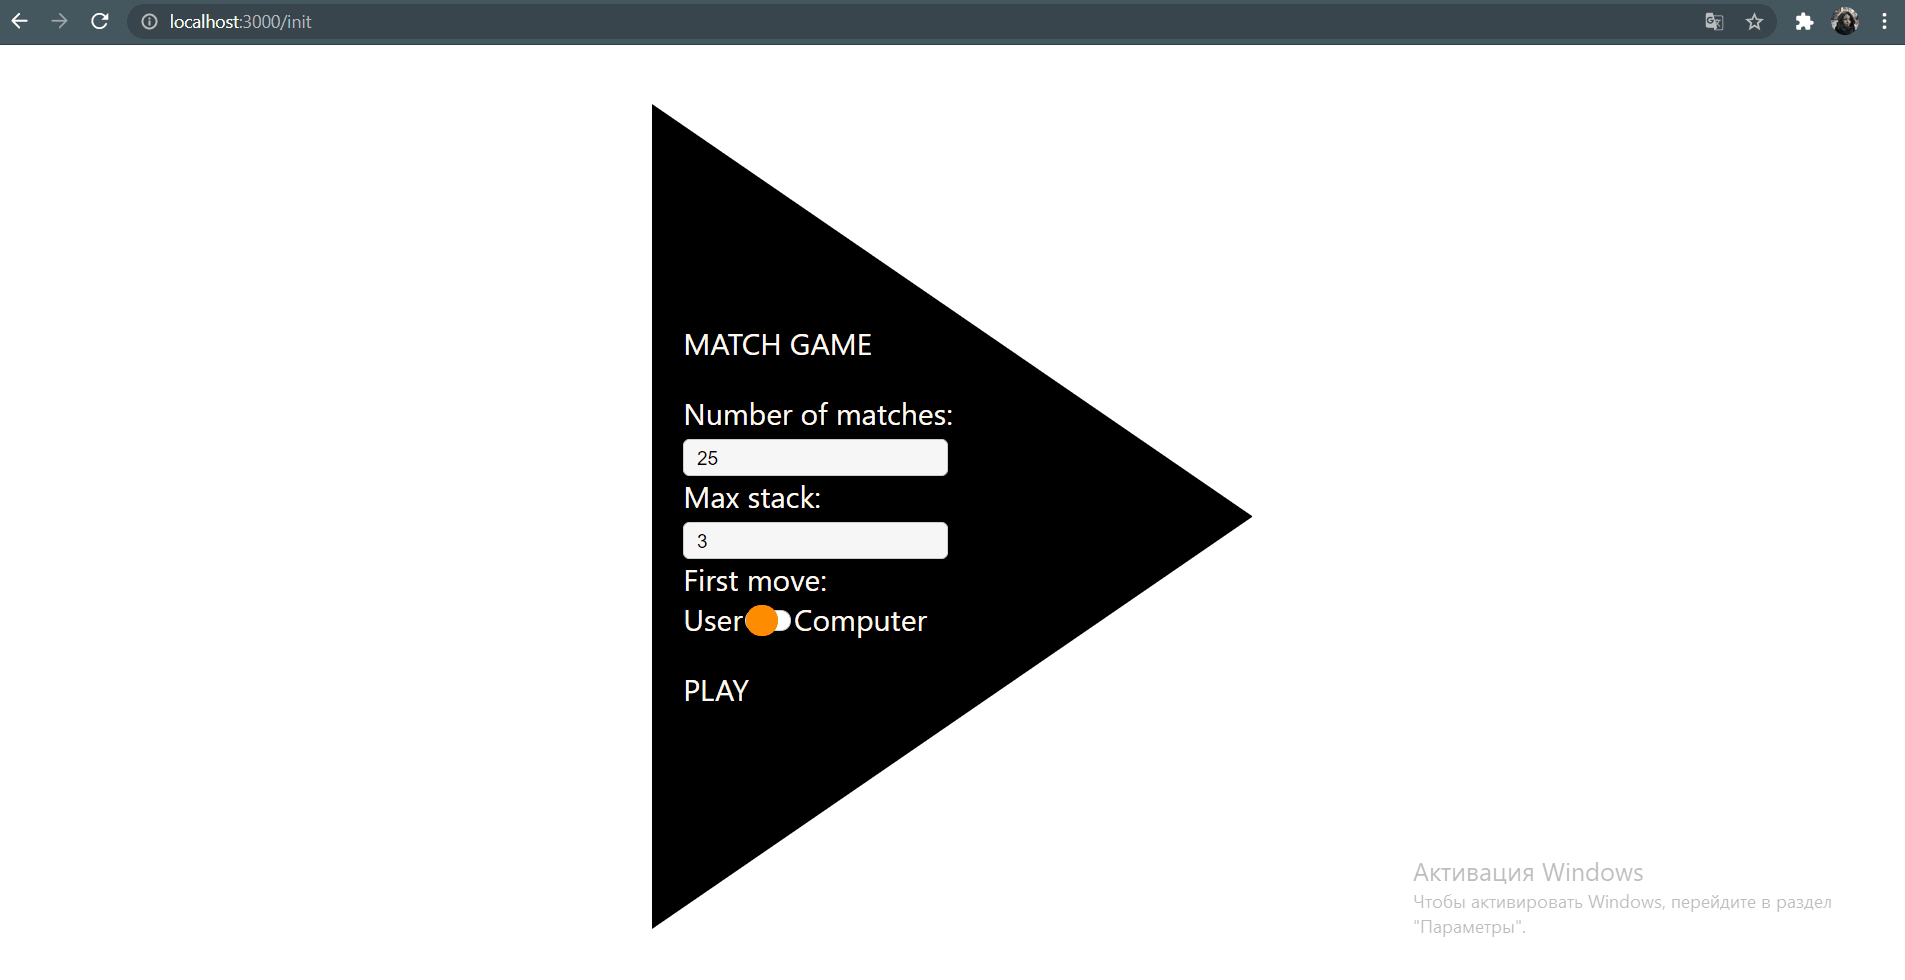 localhost:3000/init
MATCH GAME
Number of matches:
25
Max stack:
3
First move:
User Computer
PLAY
Активация Windows
Чтобы активировать Windows, перейдите в раздел
"Параметры".